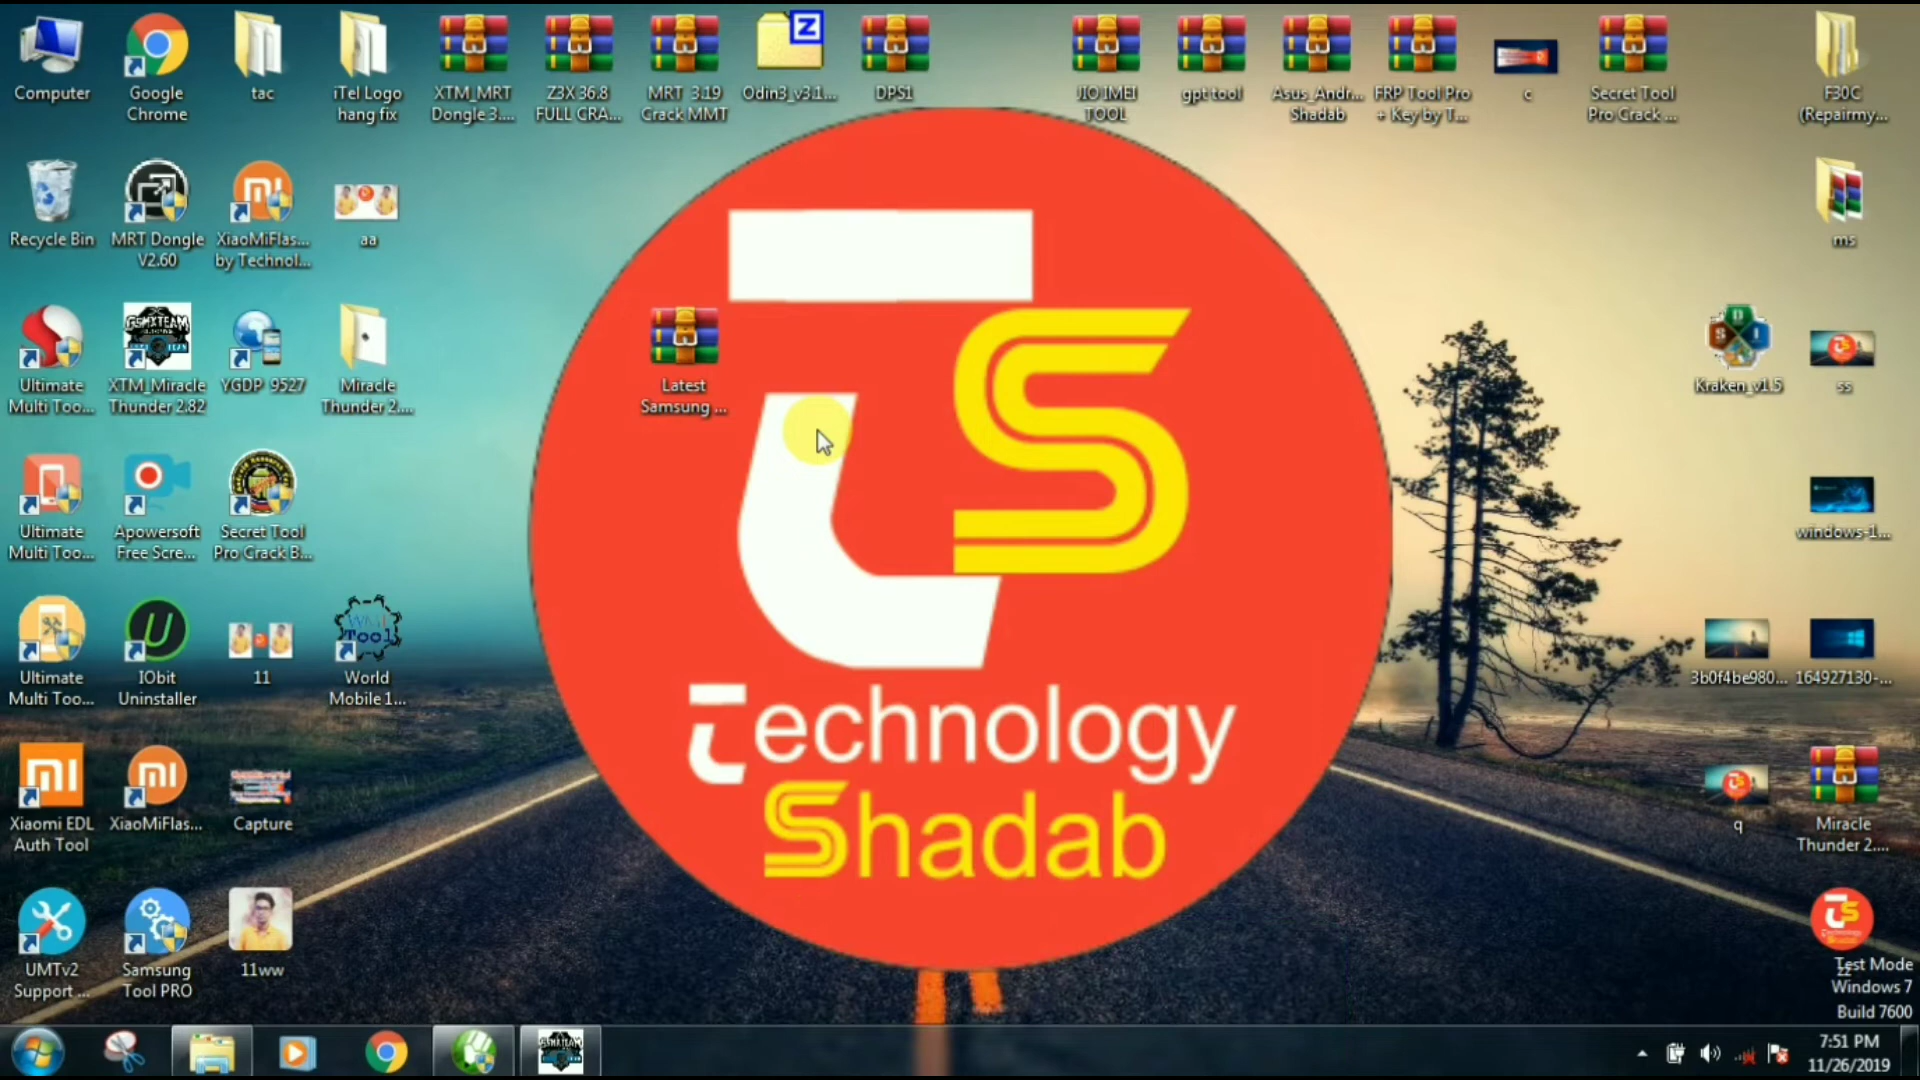 Computer
Google
Chrome
tac
iTel Logo
hang fix
XTM_MRT
Dongle 3....
Z3X 36.8
FULL CRA...
MRT 3.19
Crack MMT
Odin3_v3.1...
DPS1
JIO IMEI
TOOL
gpt tool
Asus_Andr...
Shadab
FRP Tool Pro
+ Key by T...
c
Secret Tool
Pro Crack ...
F30C
(Repairmy...
Recycle Bin
MRT Dongle
V2.60
XiaoMiFlas...
by Technol...
aa
ms
Ultimate
Multi Too...
XTM_Miracle
Thunder 2.82
YGDP 9527
Miracle
Thunder 2....
Latest
Samsung ...
Kraken_v1.5
ss
Ultimate
Multi Too...
Apowersoft
Free Scre...
Secret Tool
Pro Crack B...
windows-1...
Ultimate
Multi Too...
IObit
Uninstaller
11
World
Mobile 1...
3b0f4be980...
164927130-...
Technology
Shadab
Xiaomi EDL
Auth Tool
XiaoMiFlas...
Capture
q
Miracle
Thunder 2....
UMTv2
Support ...
Samsung
Tool PRO
11ww
zz
Test Mode
Windows 7
Build 7600
7:51 PM
11/26/2019